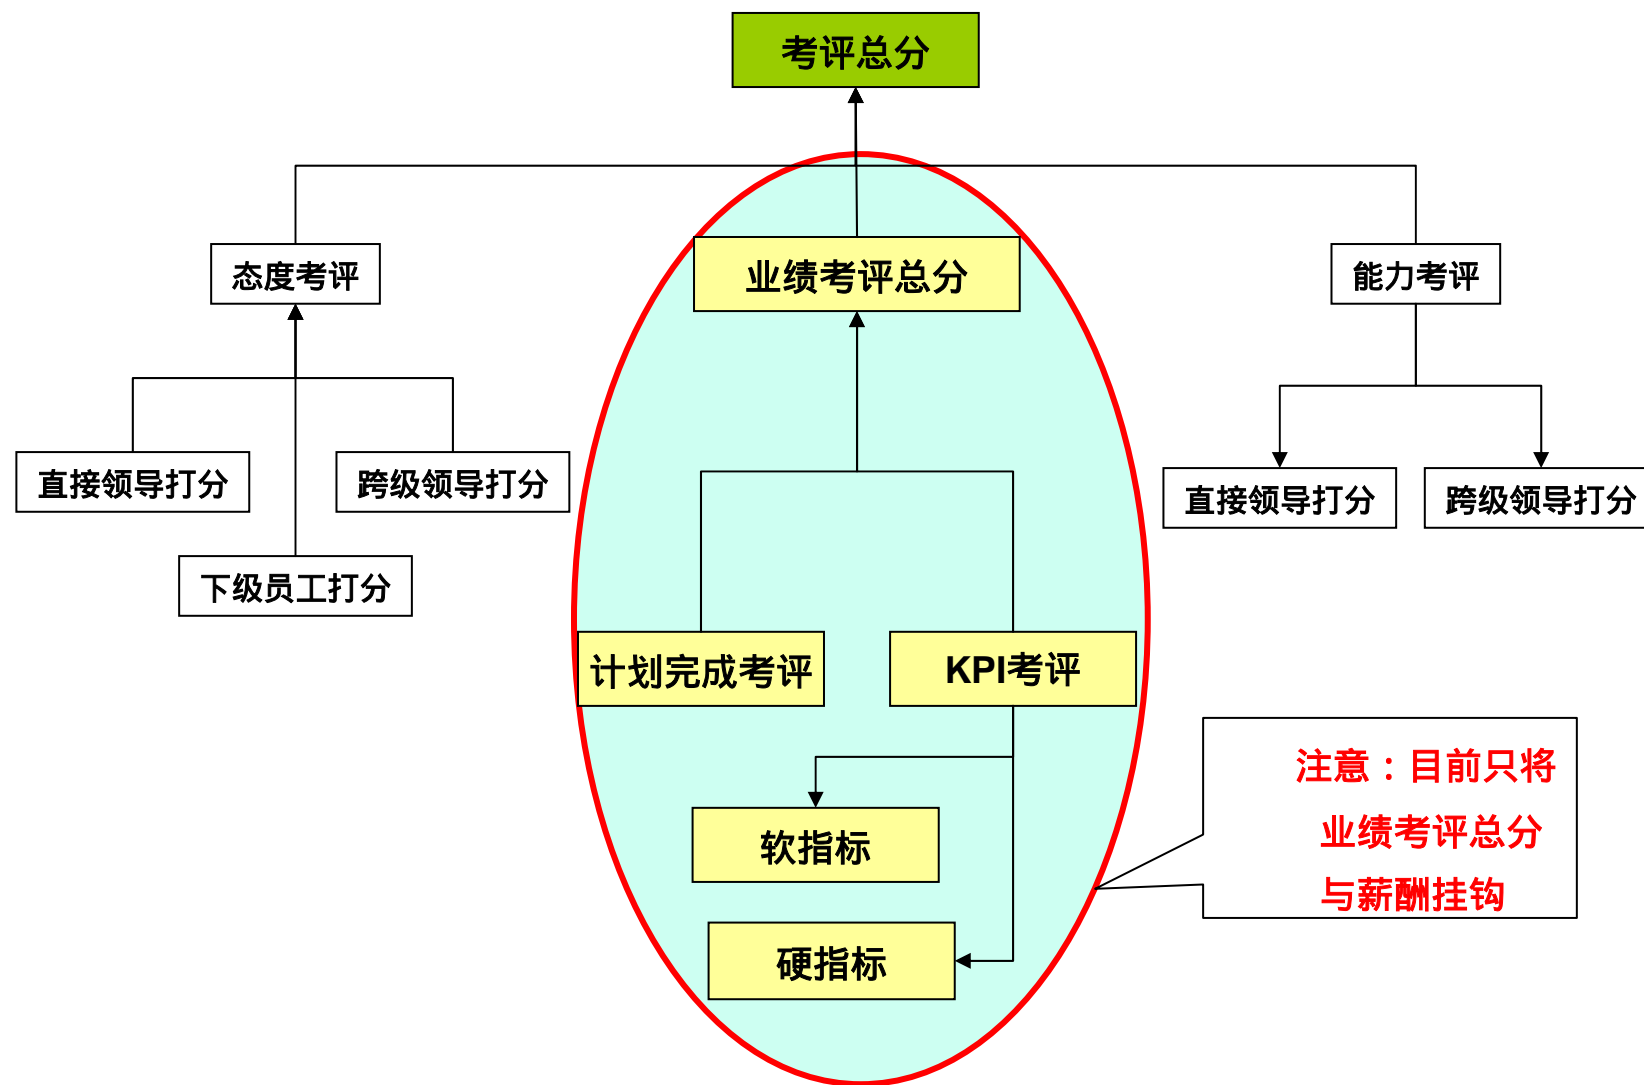 考评总分
态度考评
业绩考评总分
能力考评
直接领导打分
跨级领导打分
直接领导打分
跨级领导打分
下级员工打分
计划完成考评
KPI考评
注意：目前只将
业绩考评总分
与薪酬挂钩
软指标
硬指标